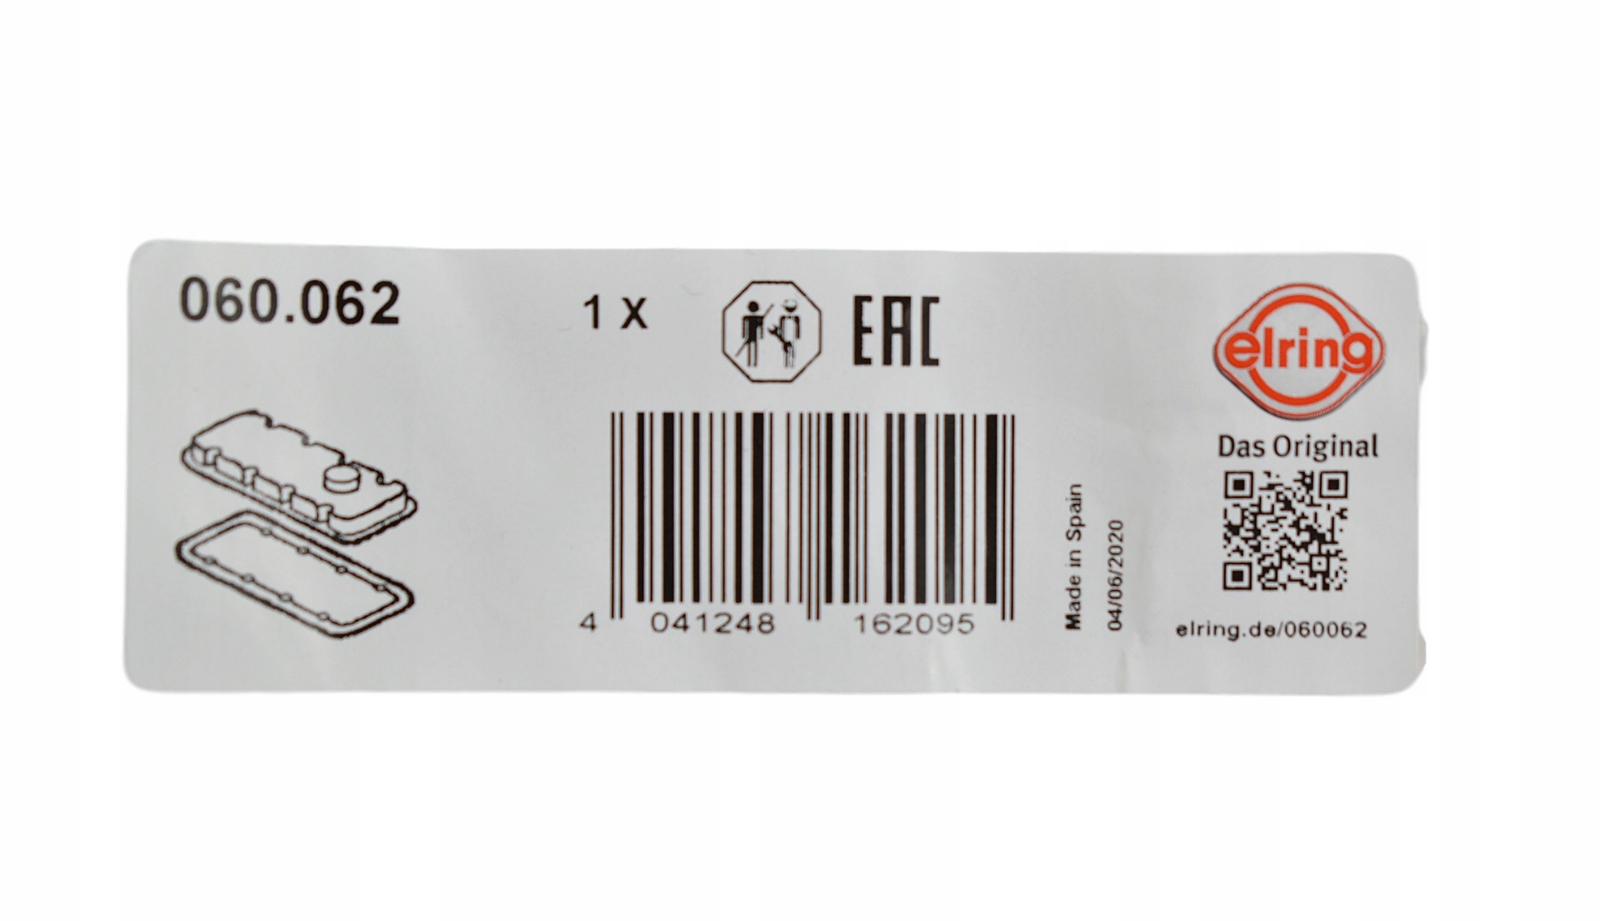 060.062
1 X
EAC
elring
Das Original
4 041248 162095
Made in Spain
04/06/2020
elring.de/060062